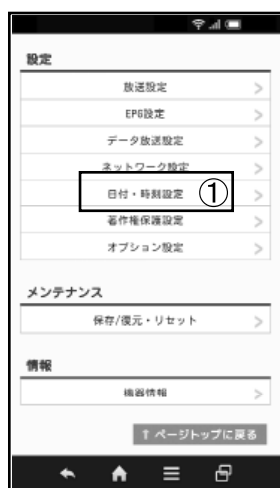 設定
放送設定
EPG設定
データ放送設定
ネットワーク設定
日付・時刻設定 ①
著作権保護設定
オプション設定
メンテナンス
保存/復元・リセット
情報
機器情報
↑ ページトップに戻る